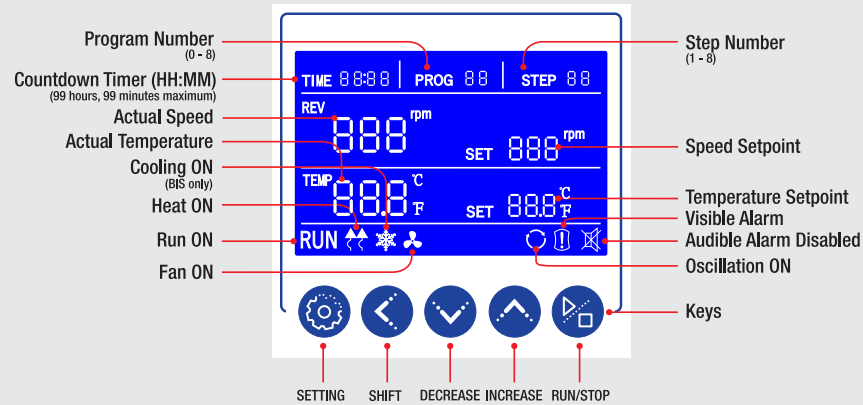 Program Number
(0 - 8)
Step Number
(1 - 8)
Countdown Timer (HH:MM)
(99 hours, 99 minutes maximum)
TIME 88:88 PROG 88 STEP 88
Actual Speed
REV 888 rpm
SET 888 rpm
Speed Setpoint
Actual Temperature
TEMP 88.8 °C °F
SET 88.8 °C °F
Temperature Setpoint
Cooling ON
(BIS only)
Heat ON
Visible Alarm
Run ON
RUN
Audible Alarm Disabled
Fan ON
Oscillation ON
Keys
SETTING SHIFT DECREASE INCREASE RUN/STOP